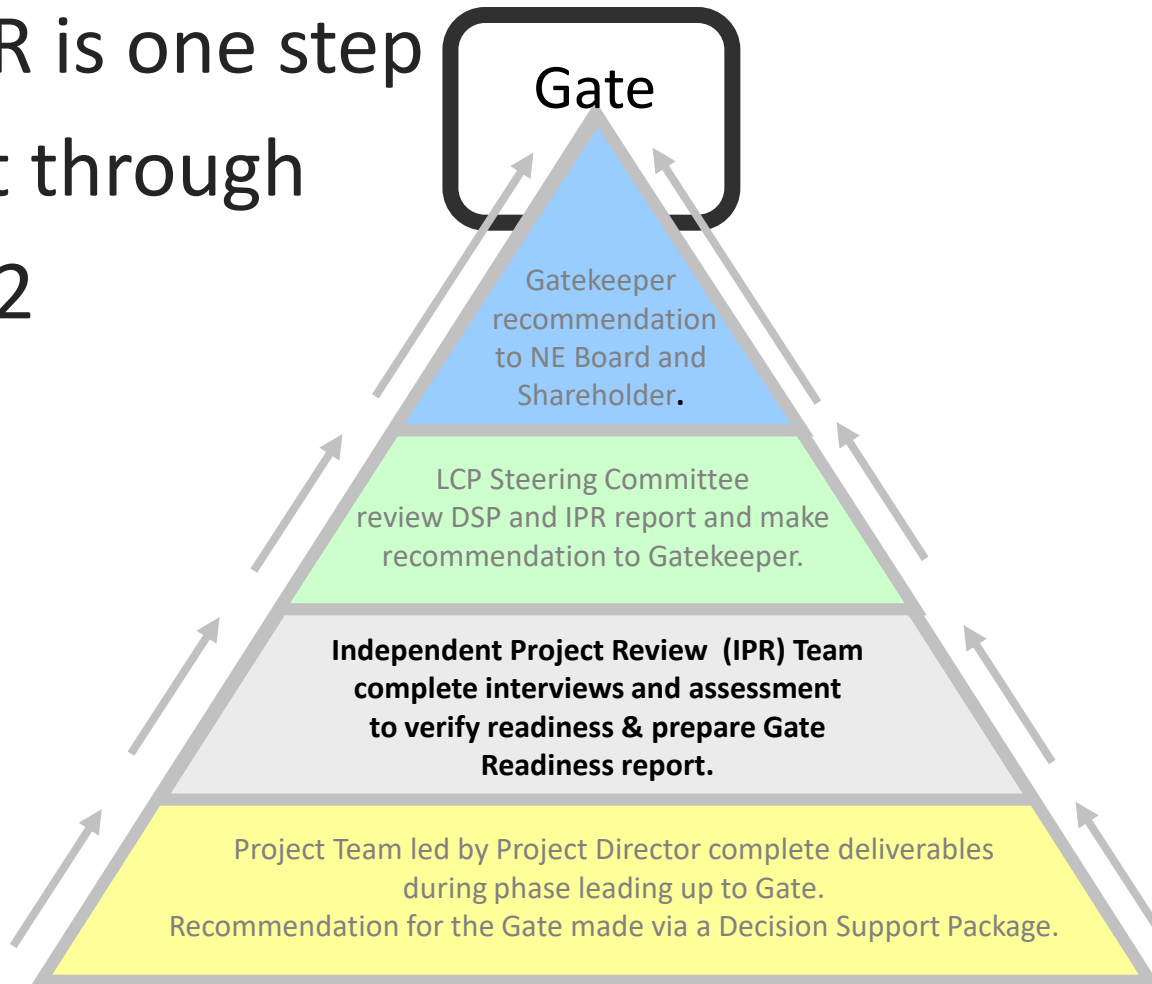 R is one step
t through
2
Gate
Gatekeeper
recommendation
to NE Board and
Shareholder.
LCP Steering Committee
review DSP and IPR report and make
recommendation to Gatekeeper.
Independent Project Review (IPR) Team
complete interviews and assessment
to verify readiness & prepare Gate
Readiness report.
Project Team led by Project Director complete deliverables
during phase leading up to Gate.
Recommendation for the Gate made via a Decision Support Package.